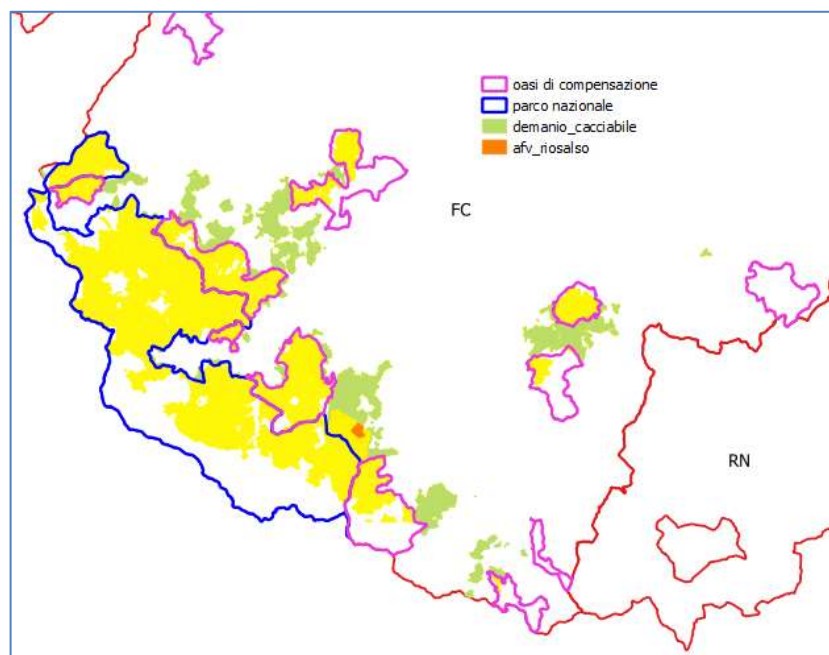 oasi di compensazione
parco nazionale
demanio_cacciabile
afv_riosalso
FC
RN